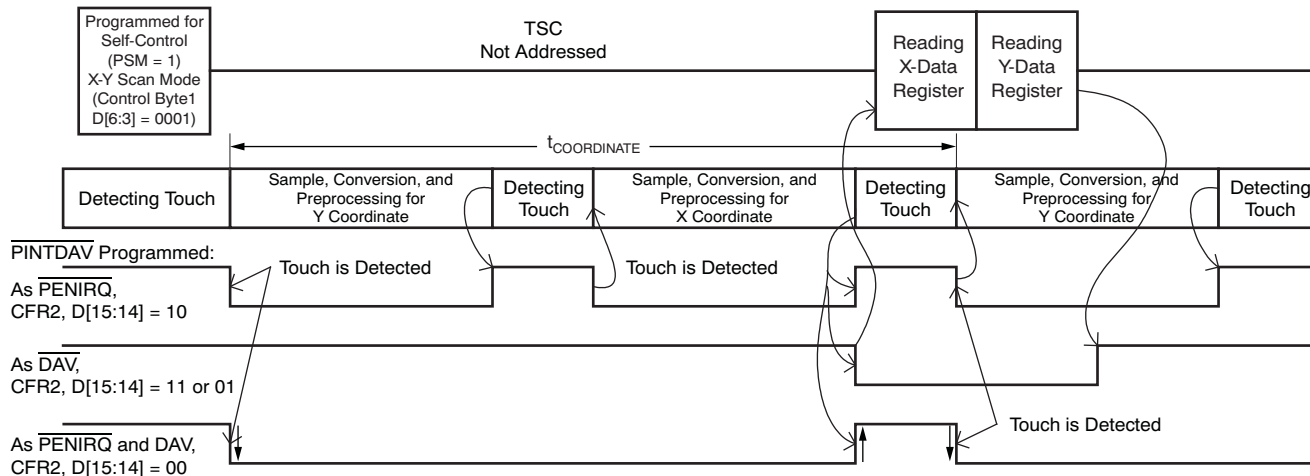 Programmed for
Self-Control
(PSM = 1)
X-Y Scan Mode
(Control Byte1
D[6:3] = 0001)
TSC
Not Addressed
Reading
X-Data
Register
Reading
Y-Data
Register
tCOORDINATE
Detecting Touch
Sample, Conversion, and
Preprocessing for
Y Coordinate
Detecting
Touch
Sample, Conversion, and
Preprocessing for
X Coordinate
Detecting
Touch
Sample, Conversion, and
Preprocessing for
Y Coordinate
Detecting
Touch
PINTDAV Programmed:
As PENIRQ,
CFR2, D[15:14] = 10
Touch is Detected
Touch is Detected
As DAV,
CFR2, D[15:14] = 11 or 01
Touch is Detected
As PENIRQ and DAV,
CFR2, D[15:14] = 00